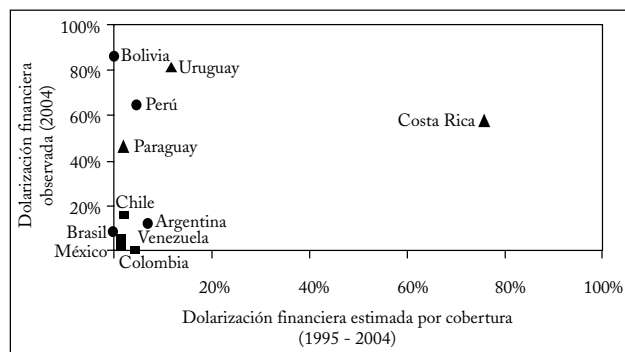 100%
Bolivia
Uruguay
80%
Perú
60%
Costa Rica
Paraguay
40%
Dolarización financiera
observada (2004)
20%
Chile
Argentina
Brasil
Venezuela
México
Colombia
20%
40%
60%
80%
100%
Dolarización financiera estimada por cobertura
(1995 - 2004)